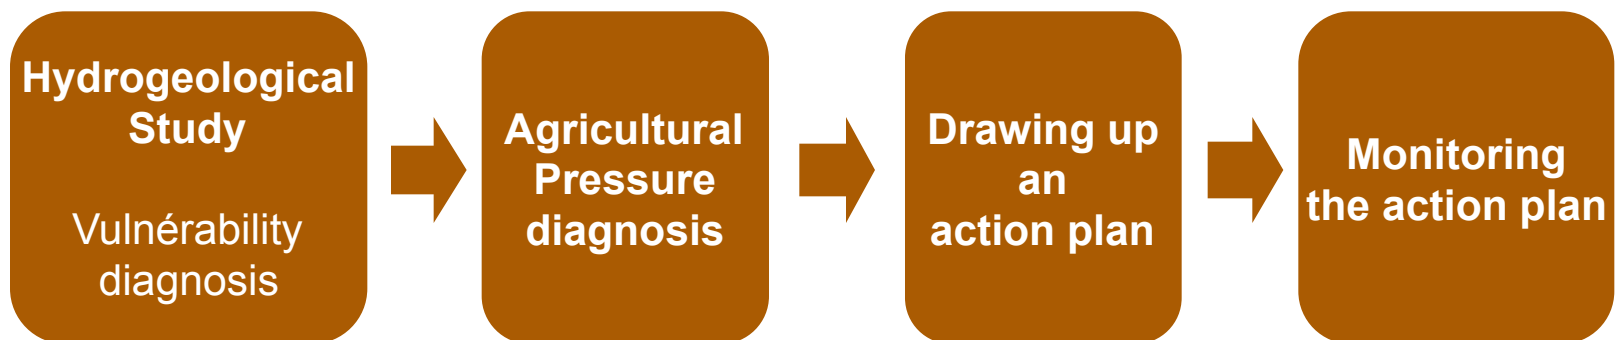 Hydrogeological
Study
Vulnérability
diagnosis
Agricultural
Pressure
diagnosis
Drawing up
an
action plan
Monitoring
the action plan